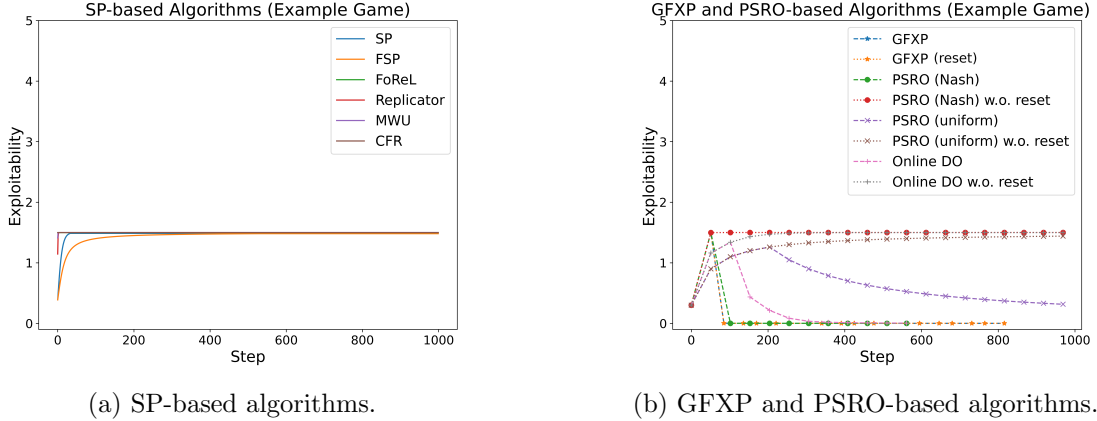 SP-based Algorithms (Example Game)
5
4
3
2
1
0
Exploitability
SP
FSP
FoReL
Replicator
MWU
CFR
0 200 400 600 800 1000
Step
(a) SP-based algorithms.
GFXP and PSRO-based Algorithms (Example Game)
5
4
3
2
1
0
Exploitability
GFXP
GFXP (reset)
PSRO (Nash)
PSRO (Nash) w.o. reset
PSRO (uniform)
PSRO (uniform) w.o. reset
Online DO
Online DO w.o. reset
0 200 400 600 800 1000
Step
(b) GFXP and PSRO-based algorithms.